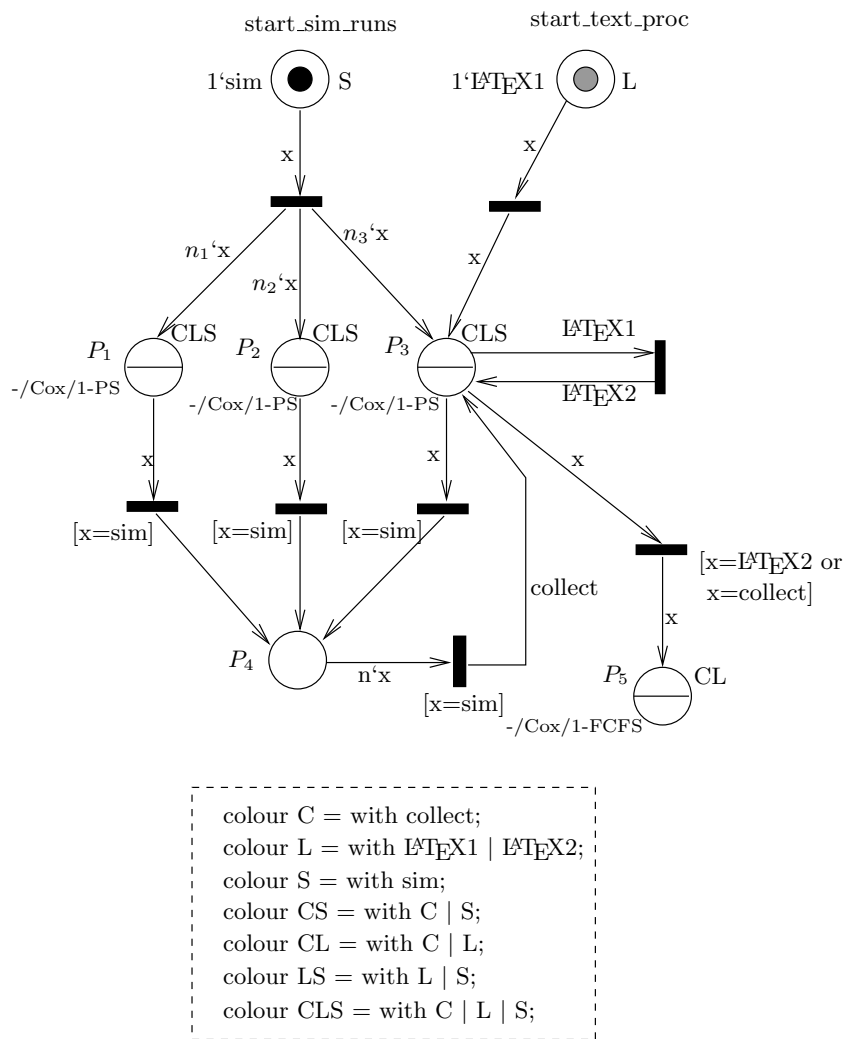 start_sim_runs
start_text_proc
1‘sim
S
1‘LATEX1
L
x
x
n1‘x
n2‘x
n3‘x
x
P1
CLS
P2
CLS
P3
CLS
LATEX1
LATEX2
-/Cox/1-PS
-/Cox/1-PS
-/Cox/1-PS
x
x
x
x
[x=sim]
[x=sim]
[x=sim]
[x=LATEX2 or
x=collect]
collect
x
P4
n‘x
[x=sim]
P5
CL
-/Cox/1-FCFS
colour C = with collect;
colour L = with LATEX1 | LATEX2;
colour S = with sim;
colour CS = with C | S;
colour CL = with C | L;
colour LS = with L | S;
colour CLS = with C | L | S;